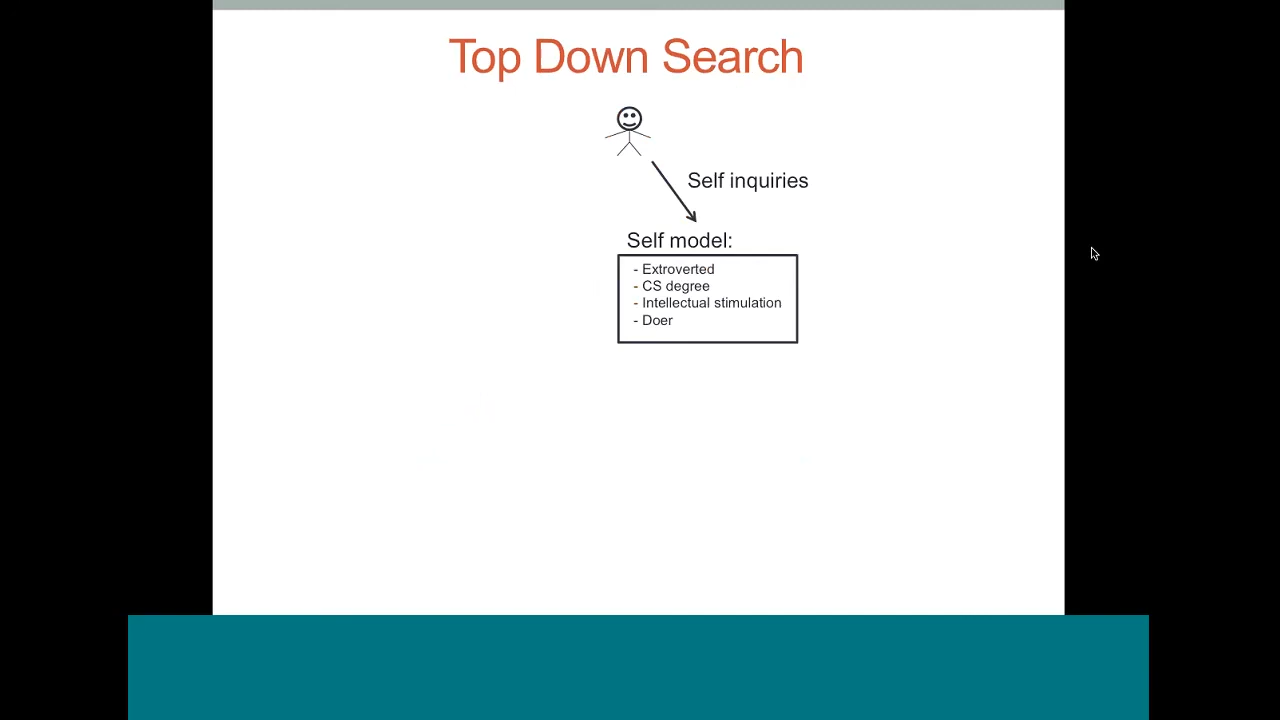 Top Down Search
Self inquiries
Self model:
- Extroverted
- CS degree
- Intellectual stimulation
- Doer